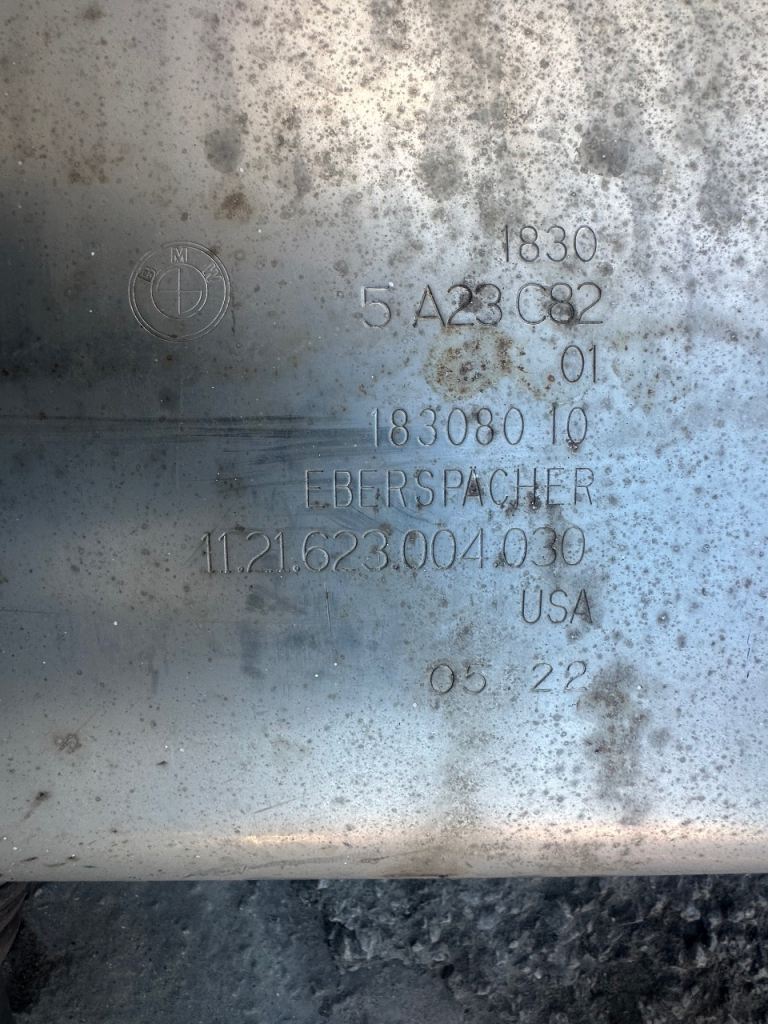 BMW
1830
5 A23 C82
01
183080 10
EBERSPACHER
11.21.623.004.030
USA
05 22